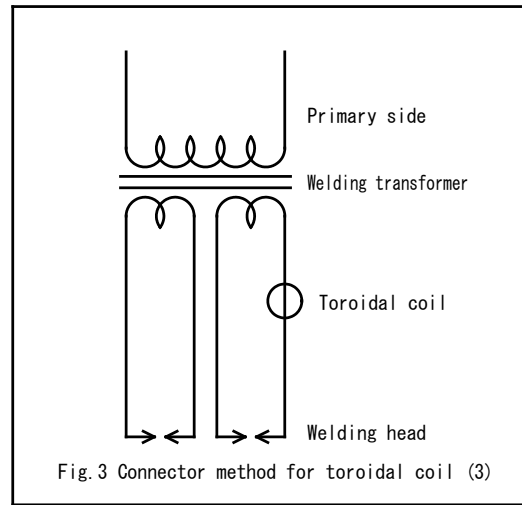 Primary side
Welding transformer
Toroidal coil
Welding head
Fig.3 Connector method for toroidal coil (3)